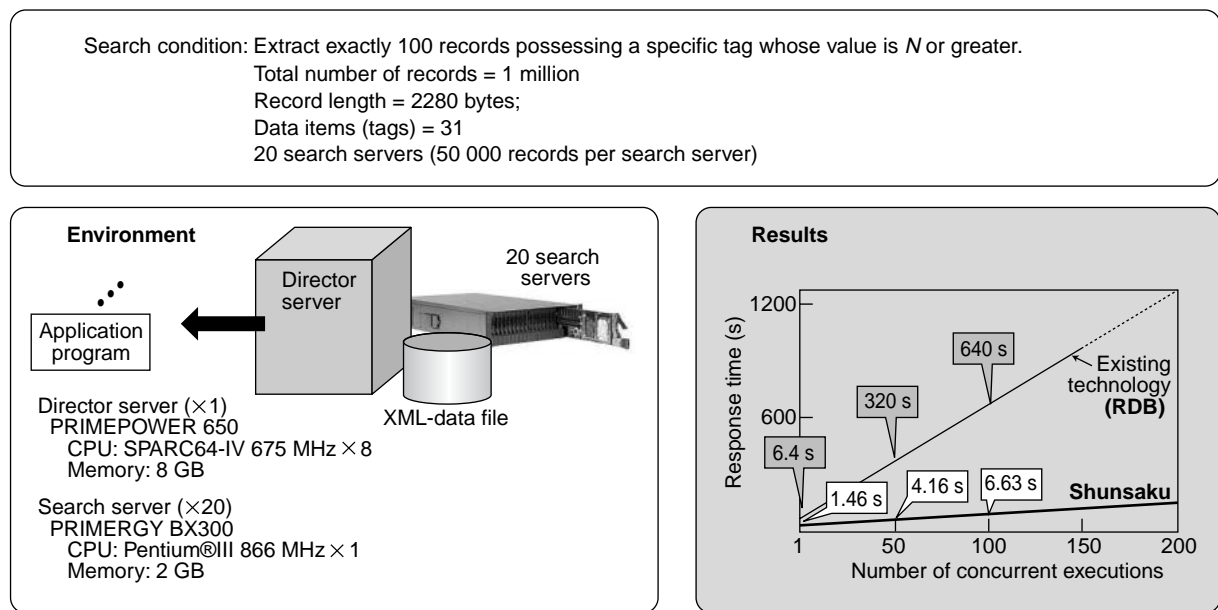 Search condition: Extract exactly 100 records possessing a specific tag whose value is N or greater.
Total number of records = 1 million
Record length = 2280 bytes;
Data items (tags) = 31
20 search servers (50 000 records per search server)
Environment
Director
server
20 search
servers
Application
program
XML-data file
Director server (×1)
PRIMEPOWER 650
CPU: SPARC64-IV 675 MHz × 8
Memory: 8 GB
Search server (×20)
PRIMERGY BX300
CPU: Pentium®III 866 MHz × 1
Memory: 2 GB
Results
Response time (s)
1200
600
640 s
320 s
6.4 s
Existing
technology
(RDB)
1.46 s
4.16 s
6.63 s
Shunsaku
1
50
100
150
200
Number of concurrent executions